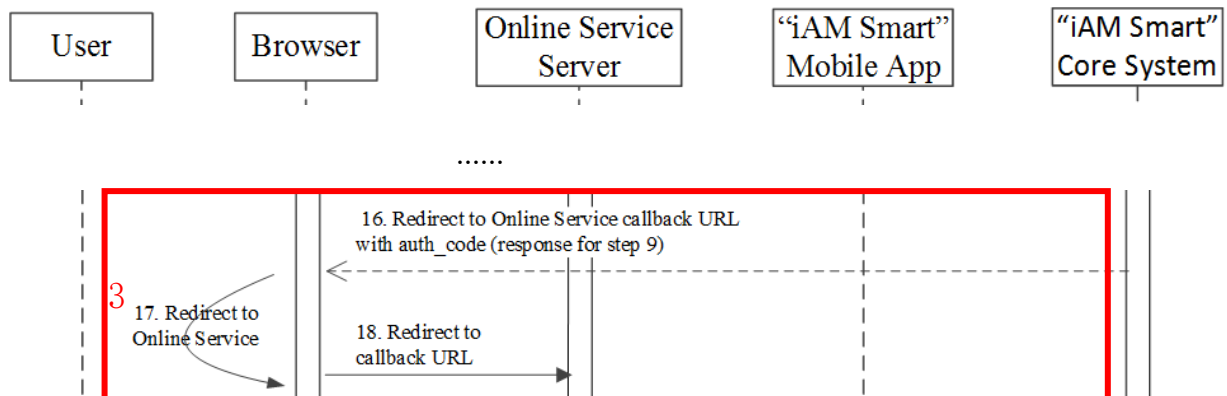 User
Browser
Online Service
Server
“iAM Smart”
Mobile App
“iAM Smart”
Core System
......
16. Redirect to Online Service callback URL
with auth_code (response for step 9)
3
17. Redirect to
Online Service
18. Redirect to
callback URL